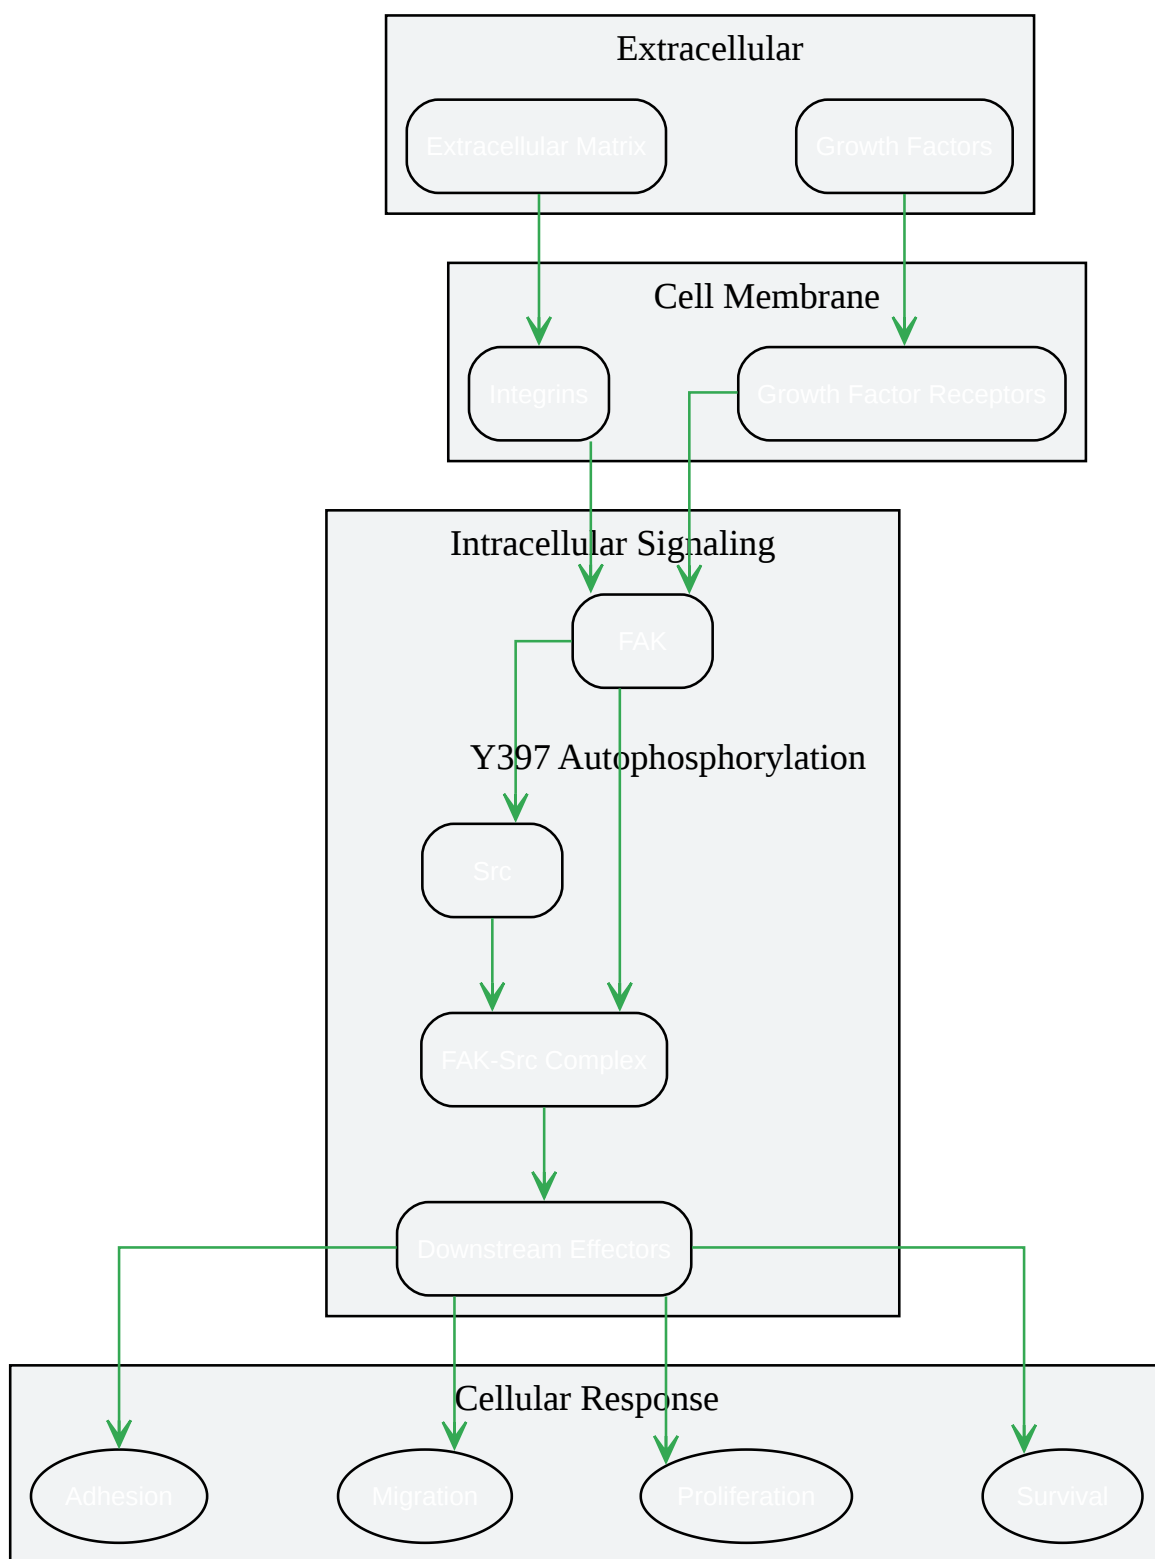 Extracellular
Extracellular Matrix
Growth Factors
Cell Membrane
Integrins
Growth Factor Receptors
Intracellular Signaling
FAK
Y397 Autophosphorylation
Src
FAK-Src Complex
Downstream Effectors
Cellular Response
Adhesion
Migration
Proliferation
Survival